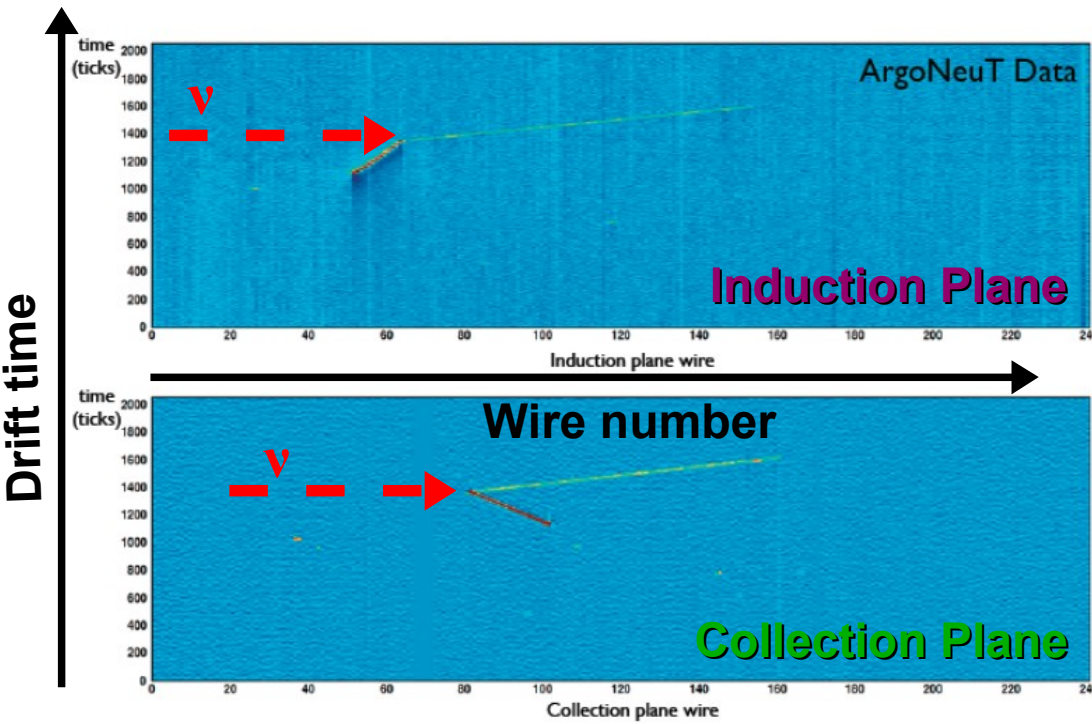 time
(ticks)
2000
1800
1600
1400
1200
1000
800
600
400
200
0
ArgoNeuT Data
ν
Induction Plane
0 20 40 60 80 100 120 140 160 180 200 220 24
Induction plane wire
Drift time
Wire number
time
(ticks)
2000
1800
1600
1400
1200
1000
800
600
400
200
0
ν
Collection Plane
0 20 40 60 80 100 120 140 160 180 200 220 24
Collection plane wire